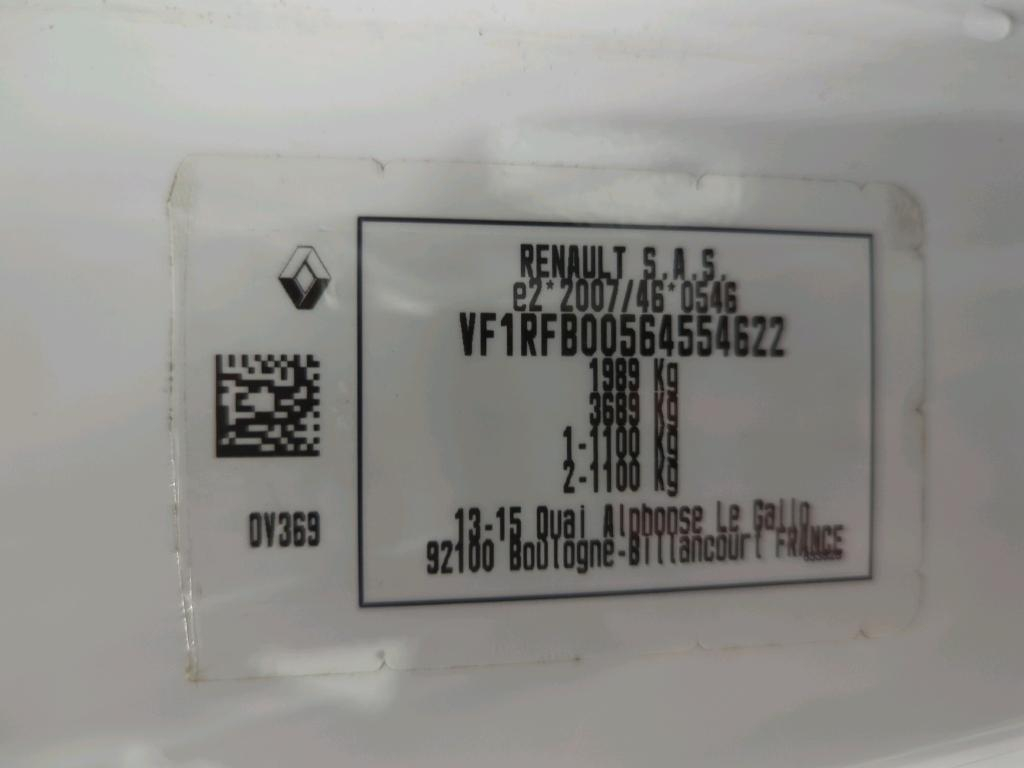 RENAULT S.A.S.
e2*2007/46*0546
VF1RFB00564554622
1989 Kg
3689 Kg
1-1100 Kg
2-1100 Kg
13-15 Quai Alphonse Le Gallo
92100 Boulogne-Billancourt FRANCE
DV369